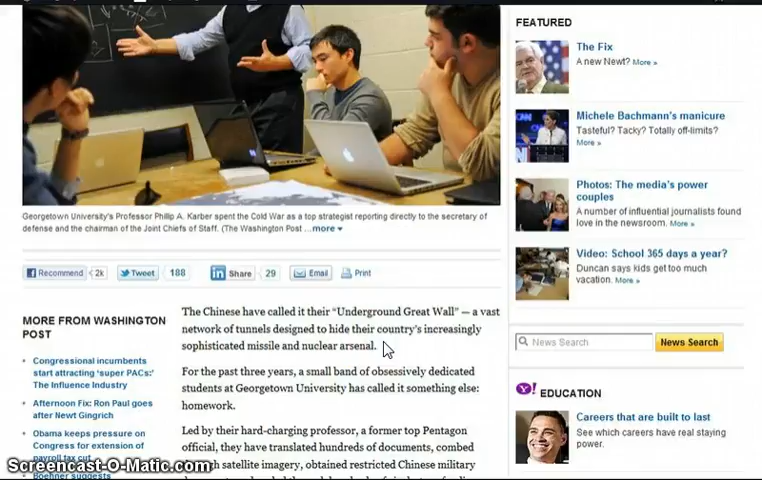 Georgetown University's Professor Phillip A. Karber spent the Cold War as a top strategist reporting directly to the secretary of
defense and the chairman of the Joint Chiefs of Staff. (The Washington Post ...more
Recommend 2k Tweet 188 in Share 29 Email Print
MORE FROM WASHINGTON
POST
Congressional incumbents
start attracting 'super PACs:'
The Influence Industry
Afternoon Fix: Ron Paul goes
after Newt Gingrich
Obama keeps pressure on
Congress for extension of
payroll tax cut
Boehner suggests
The Chinese have called it their “Underground Great Wall” — a vast
network of tunnels designed to hide their country’s increasingly
sophisticated missile and nuclear arsenal.
For the past three years, a small band of obsessively dedicated
students at Georgetown University has called it something else:
homework.
Led by their hard-charging professor, a former top Pentagon
official, they have translated hundreds of documents, combed
through satellite imagery, obtained restricted Chinese military
FEATURED
The Fix
A new Newt? More »
Michele Bachmann's manicure
Tasteful? Tacky? Totally off-limits?
More »
Photos: The media's power
couples
A number of influential journalists found
love in the newsroom. More »
Video: School 365 days a year?
Duncan says kids get too much
vacation. More »
News Search News Search
Y! EDUCATION
Careers that are built to last
See which careers have real staying
power.
Screencast-O-Matic.com